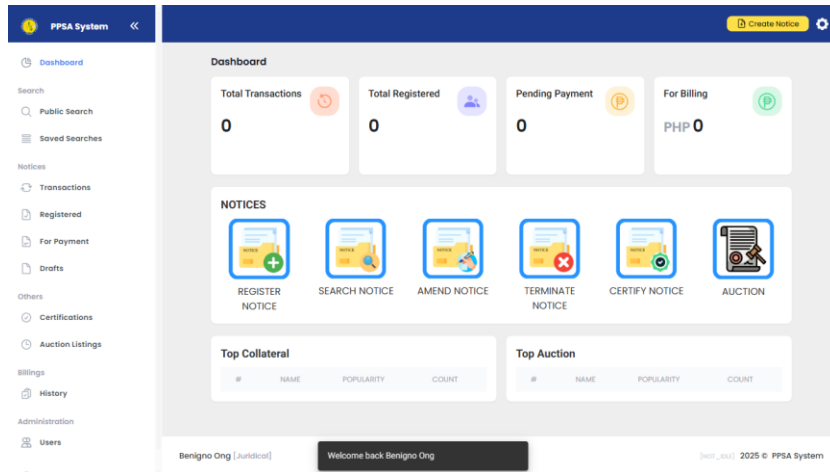 PPSA System
Create Notice
Dashboard
Search
Public Search
Saved Searches
Notices
Transactions
Registered
For Payment
Drafts
Others
Certifications
Auction Listings
Billings
History
Administration
Users
Dashboard
Total Transactions
0
Total Registered
0
Pending Payment
0
For Billing
PHP 0
NOTICES
REGISTER NOTICE
SEARCH NOTICE
AMEND NOTICE
TERMINATE NOTICE
CERTIFY NOTICE
AUCTION
Top Collateral
# NAME POPULARITY COUNT
Top Auction
# NAME POPULARITY COUNT
Benigno Ong [Juridical]
Welcome back Benigno Ong
2025 © PPSA System